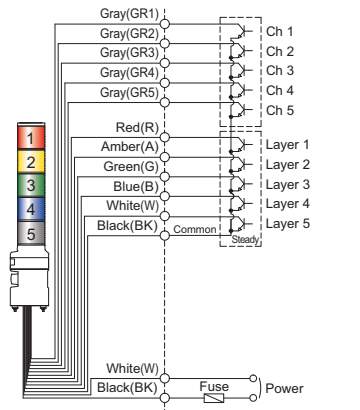 Gray(GR1)
Gray(GR2)
Gray(GR3)
Gray(GR4)
Gray(GR5)
Ch 1
Ch 2
Ch 3
Ch 4
Ch 5
Red(R)
Amber(A)
Green(G)
Blue(B)
White(W)
Black(BK)
Common
Layer 1
Layer 2
Layer 3
Layer 4
Layer 5
Steady
1
2
3
4
5
White(W)
Black(BK)
Fuse
Power